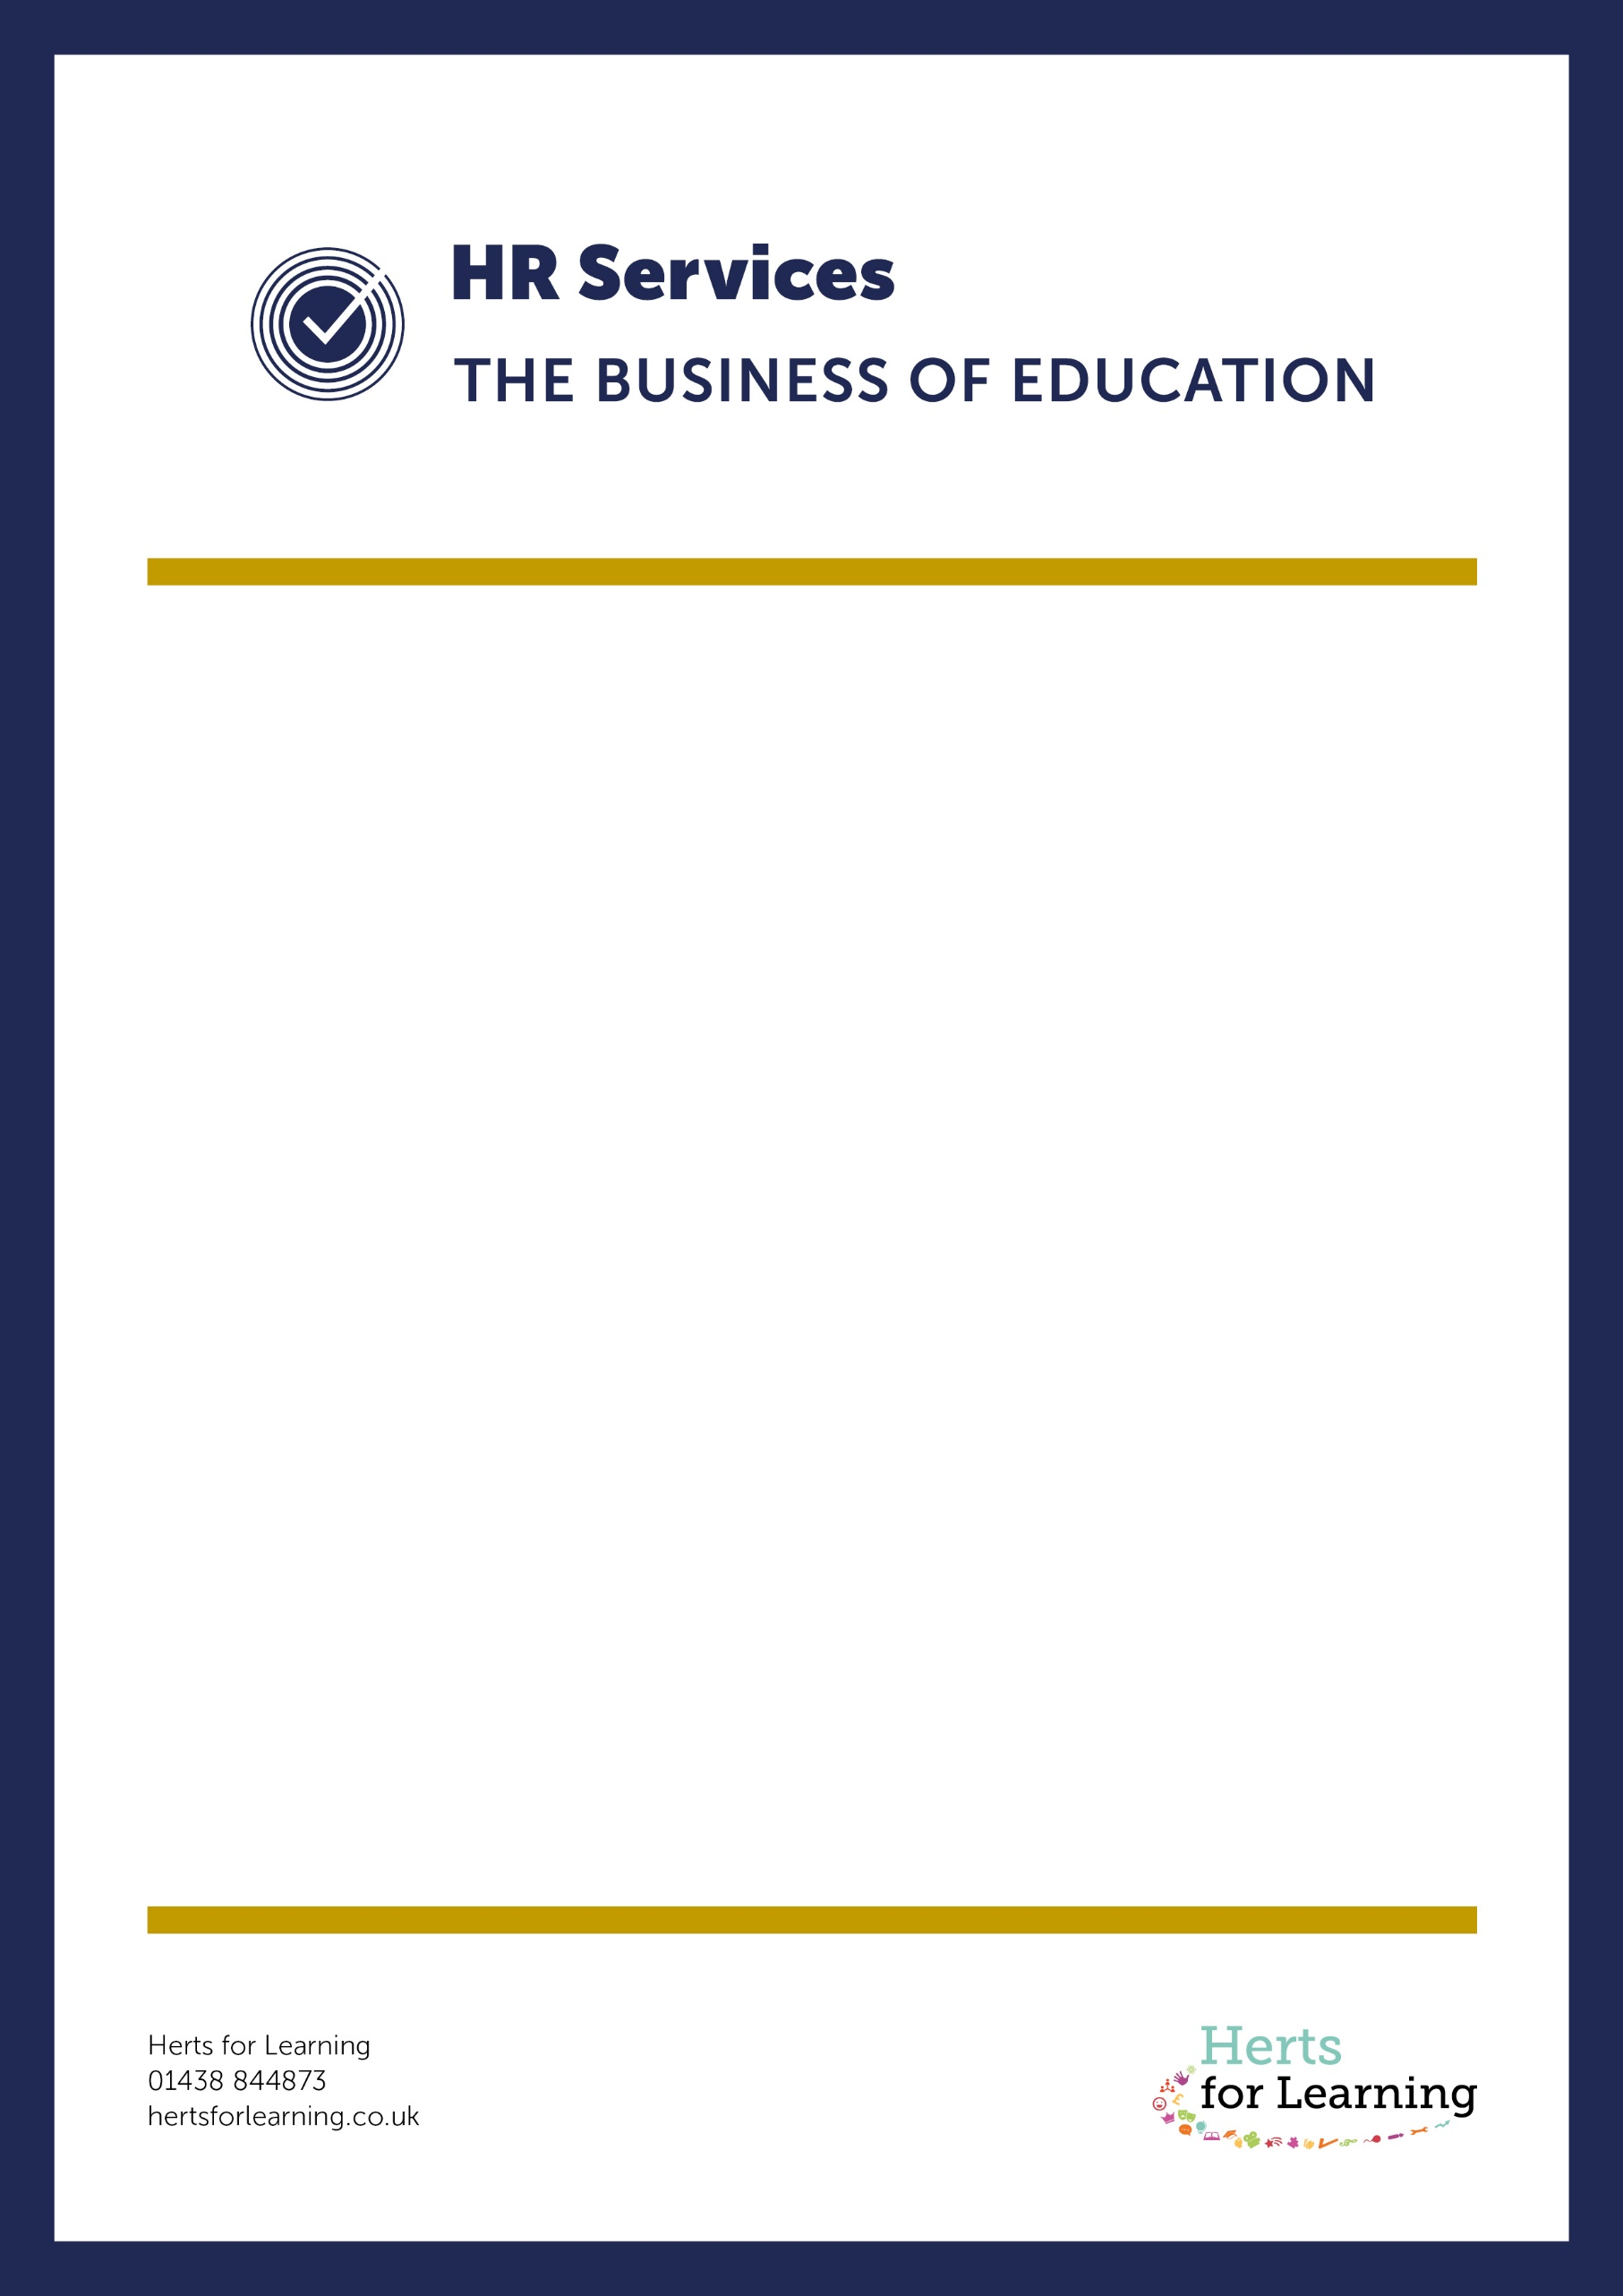 HR Services
THE BUSINESS OF EDUCATION
Herts for Learning
01438 844873
hertsforlearning.co.uk
Herts
for Learning